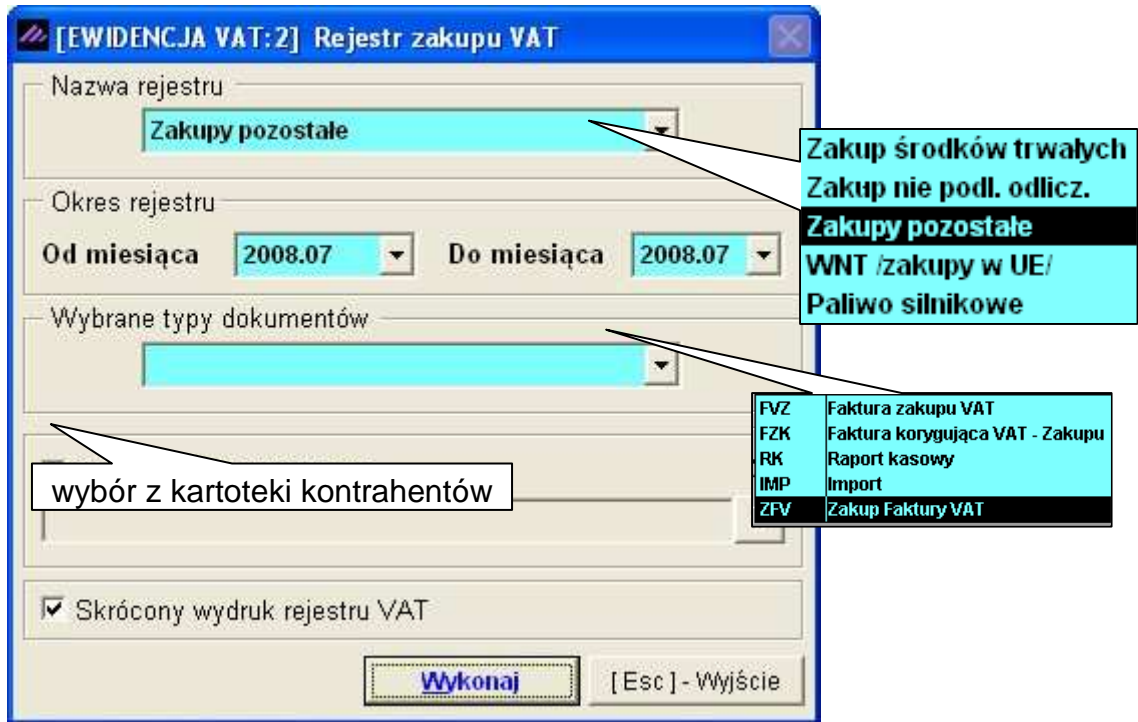 [EWIDENCJA VAT:2] Rejestr zakupu VAT
Nazwa rejestru
Zakupy pozostałe
Zakup środków trwałych
Zakup nie podl. odlicz.
Zakupy pozostałe
WNT /zakupy w UE/
Paliwo silnikowe
Okres rejestru
Od miesiąca 2008.07 Do miesiąca 2008.07
Wybrane typy dokumentów
FVZ Faktura zakupu VAT
FZK Faktura korygująca VAT - Zakupu
RK Raport kasowy
IMP Import
ZFV Zakup Faktury VAT
wybór z kartoteki kontrahentów
Skrócony wydruk rejestru VAT
Wykonaj [ Esc ] - Wyjście